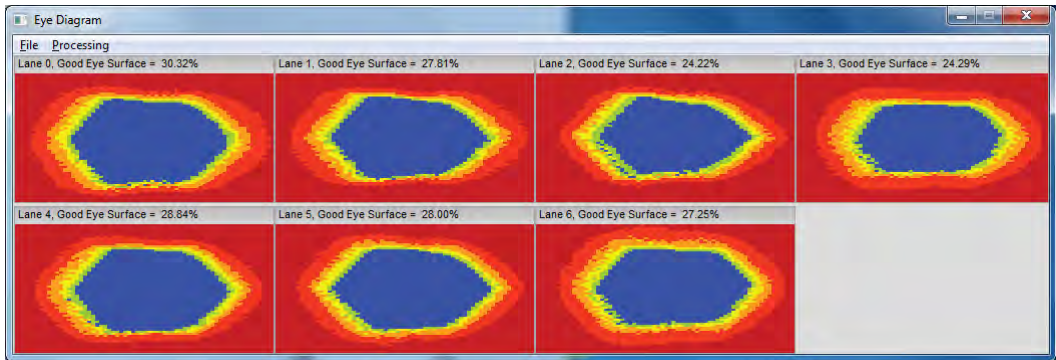 Eye Diagram
File Processing
Lane 0, Good Eye Surface = 30.32%
Lane 1, Good Eye Surface = 27.81%
Lane 2, Good Eye Surface = 24.22%
Lane 3, Good Eye Surface = 24.29%
Lane 4, Good Eye Surface = 28.84%
Lane 5, Good Eye Surface = 28.00%
Lane 6, Good Eye Surface = 27.25%